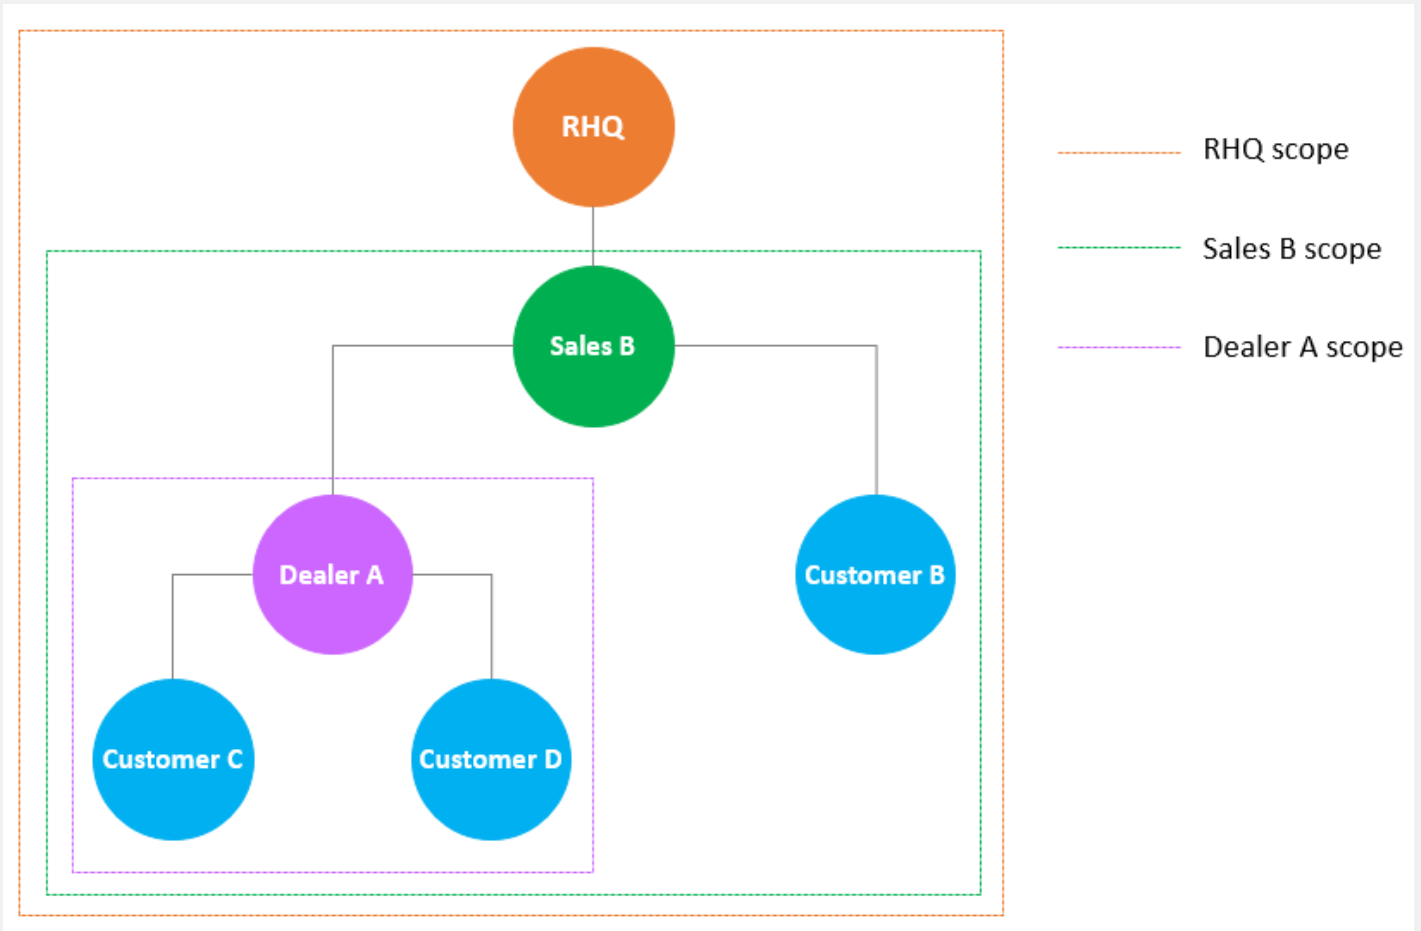 RHQ
RHQ scope
Sales B scope
Sales B
Dealer A scope
Dealer A
Customer B
Customer C
Customer D